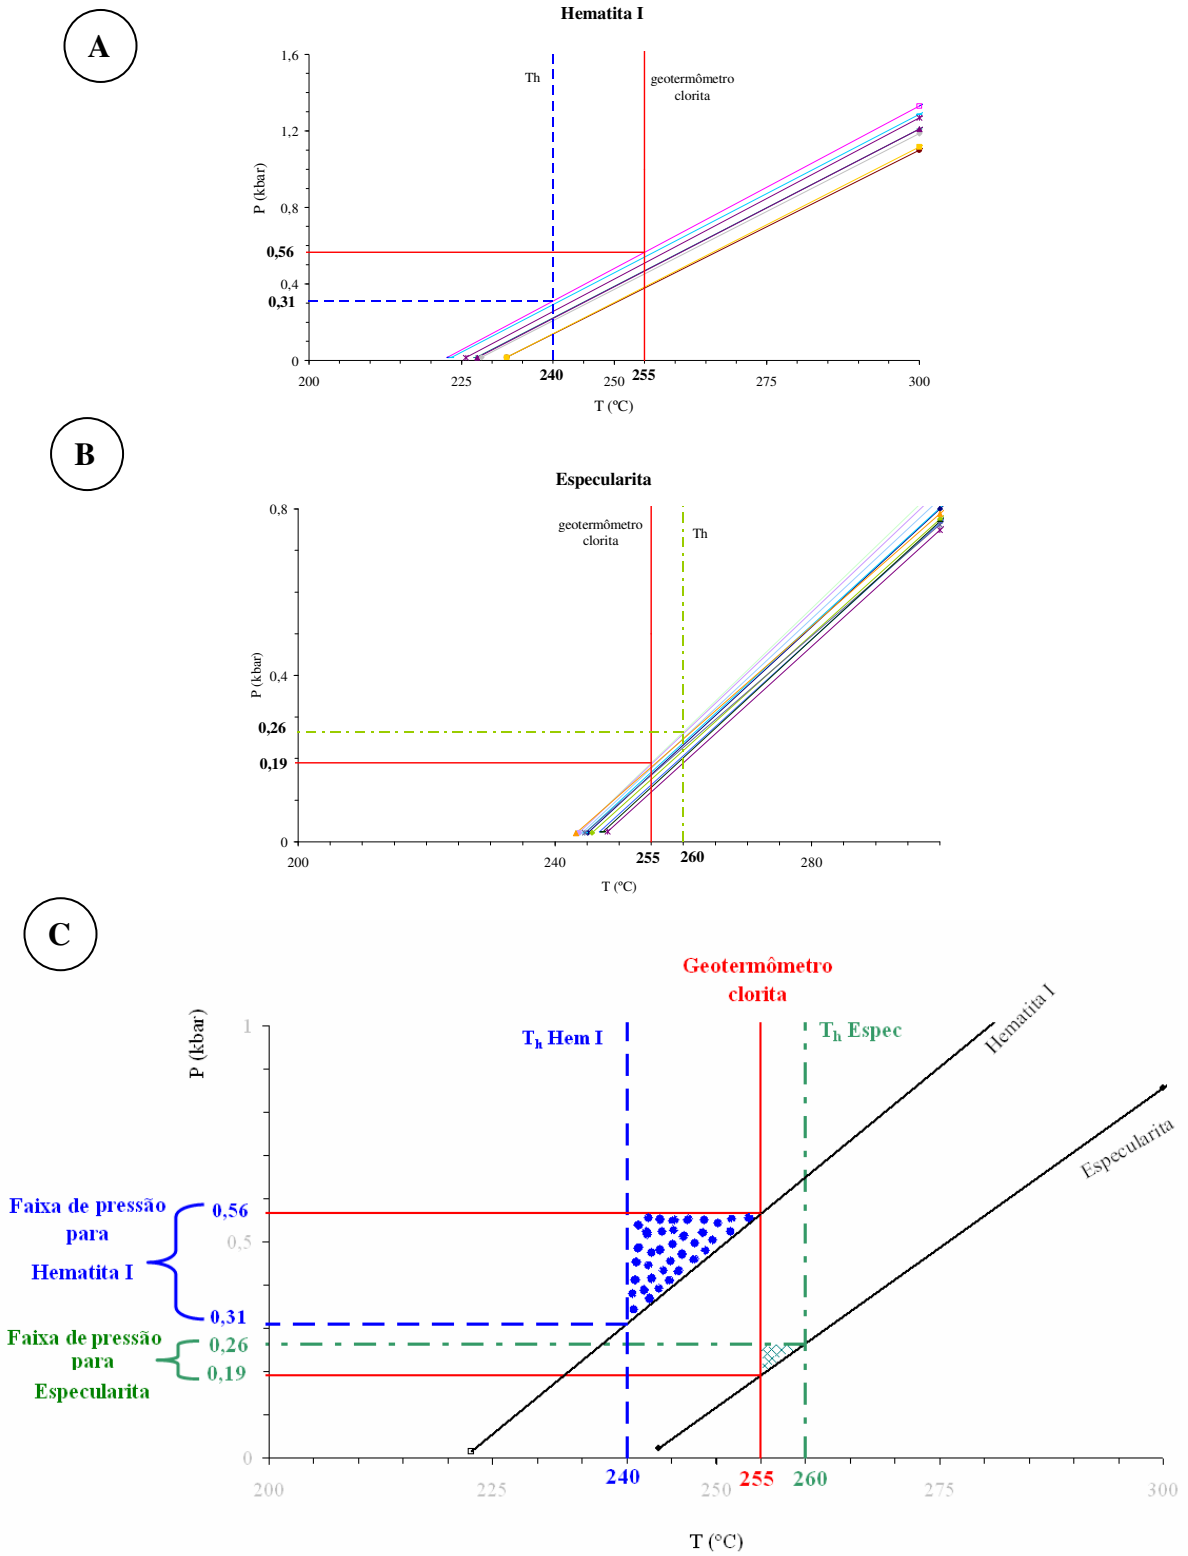 A
Hematita I
1,6
Th
geotermômetro
clorita
1,2
P (kbar)
0,8
0,56
0,4
0,31
0
200
225
240
250
255
275
300
T (ºC)
B
Especularita
0,8
geotermômetro
clorita
Th
P (kbar)
0,4
0,26
0,19
0
200
240
255
260
280
T (ºC)
C
Geotermômetro
clorita
P (kbar)
1
Th Hem I
Th Espec
Hematita I
Especularita
Faixa de pressão
para
Hematita I
0,56
0,5
0,31
Faixa de pressão
para
Especularita
0,26
0,19
0
200
225
240
250
255
260
275
300
T (°C)